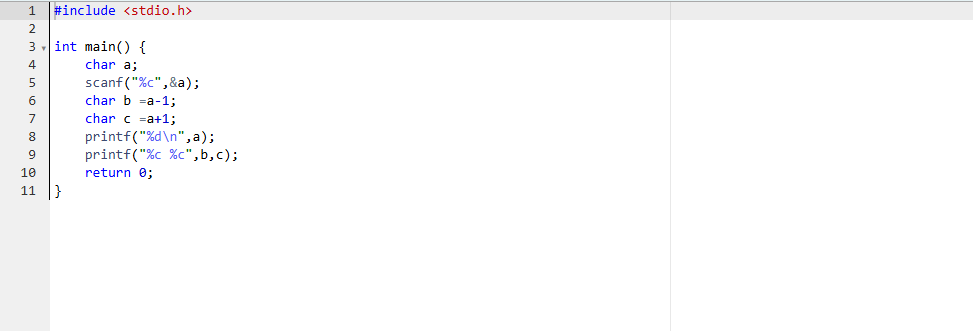 1 #include <stdio.h>
2
3 int main() {
4     char a;
5     scanf("%c",&a);
6     char b =a-1;
7     char c =a+1;
8     printf("%d\n",a);
9     printf("%c %c",b,c);
10     return 0;
11 }